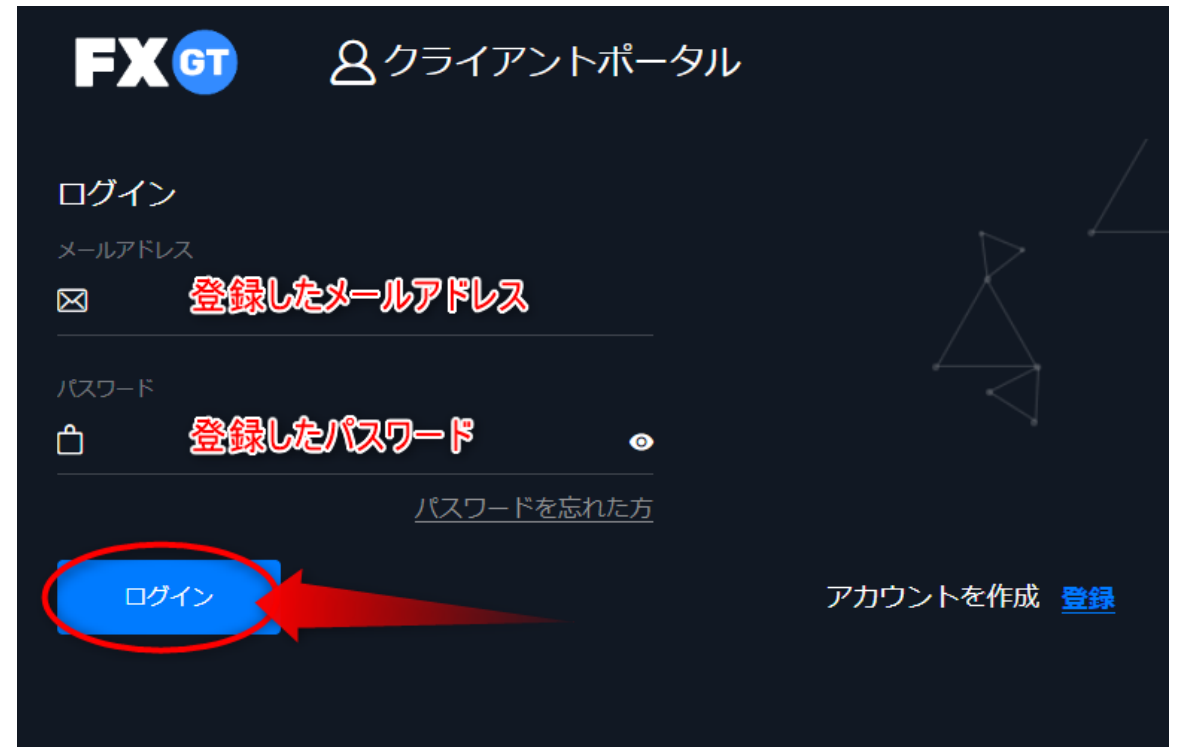 FX GT クライアントポータル
ログイン
メールアドレス
登録したメールアドレス
パスワード
登録したパスワード
パスワードを忘れた方
ログイン アカウントを作成 登録